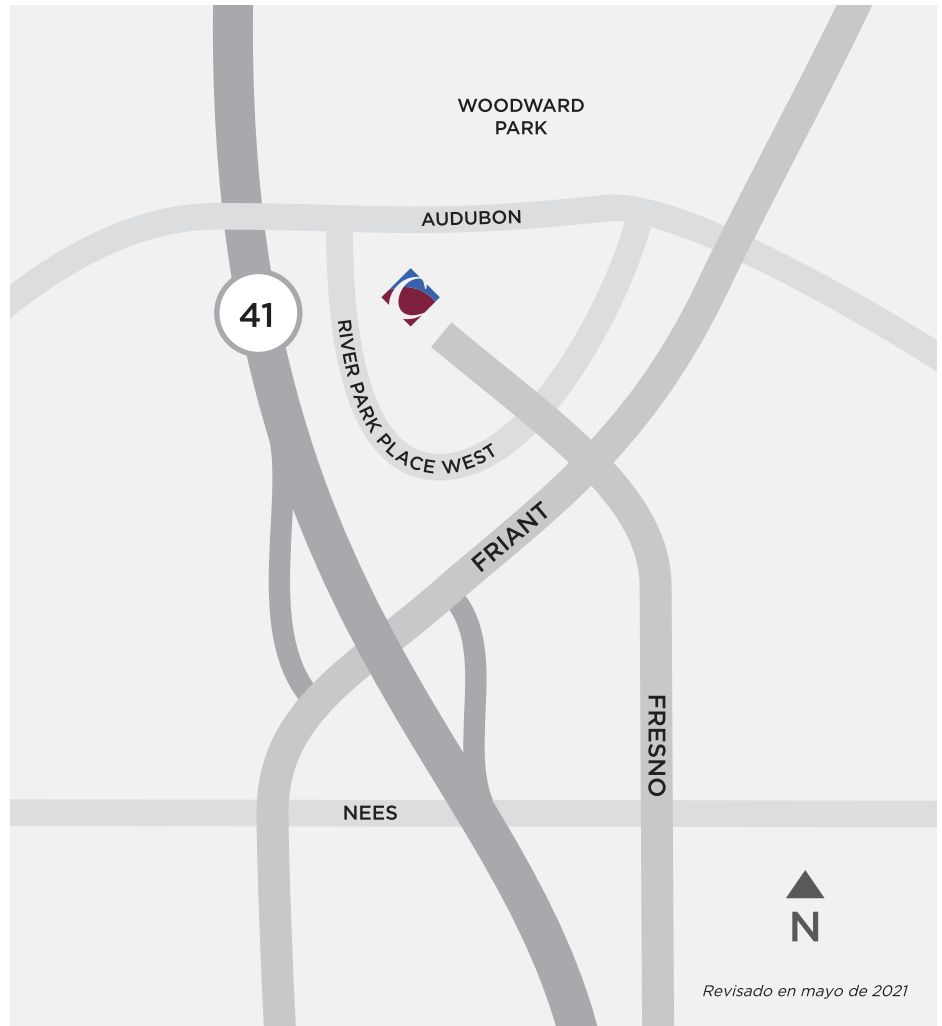 WOODWARD
PARK
AUDUBON
41
RIVER PARK PLACE WEST
FRIANT
FRESNO
NEES
N
Revisado en mayo de 2021